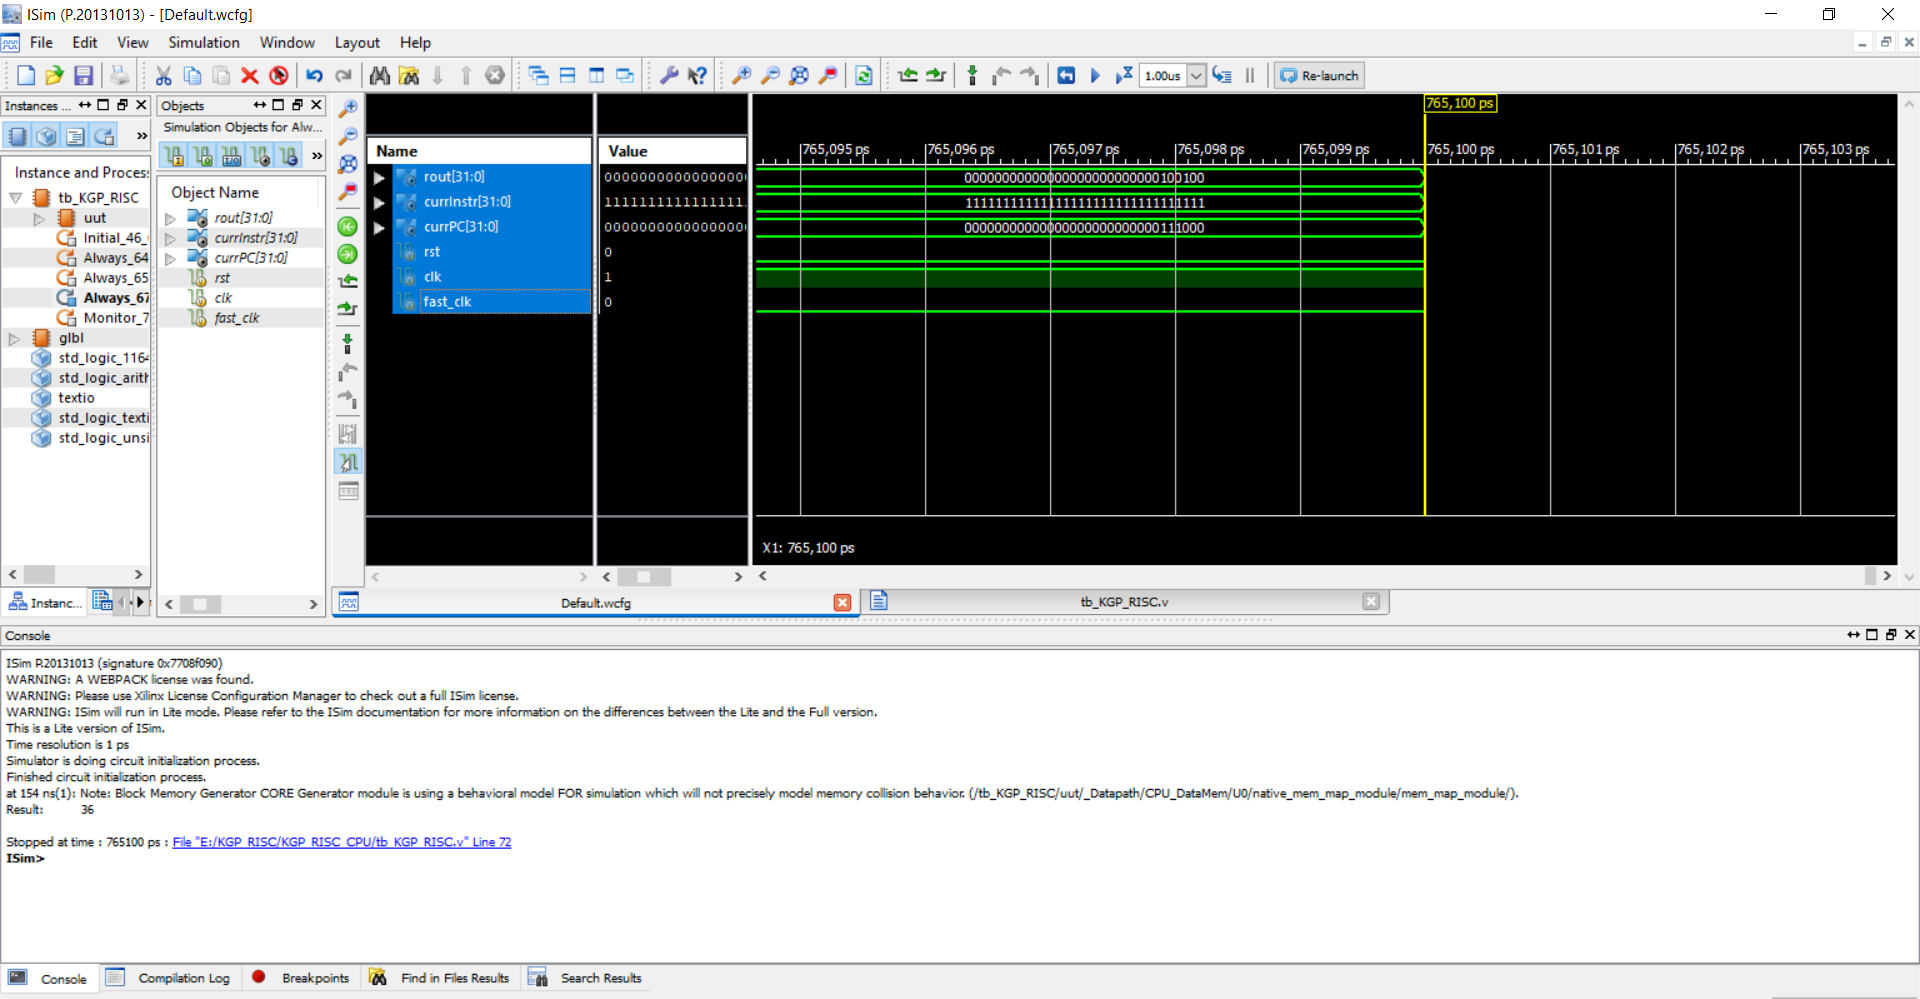 ISim (P.20131013) - [Default.wcfg]
File Edit View Simulation Window Layout Help
1.00us Re-launch
Instances ...
Instance and Process
tb_KGP_RISC
uut
Initial_46_
Always_64
Always_65
Always_67
Monitor_7
glbl
std_logic_1164
std_logic_arith
textio
std_logic_texti
std_logic_unsi
Instanc...
Objects
Simulation Objects for Alw...
Object Name
rout[31:0]
currInstr[31:0]
currPC[31:0]
rst
clk
fast_clk
Name Value
rout[31:0]
currInstr[31:0]
currPC[31:0]
rst 0
clk 1
fast_clk 0
765,100 ps
765,095 ps 765,096 ps 765,097 ps 765,098 ps 765,099 ps 765,100 ps 765,101 ps 765,102 ps 765,103 ps
00000000000000000000000000100100
11111111111111111111111111111111
00000000000000000000000000111000
X1: 765,100 ps
Default.wcfg tb_KGP_RISC.v
Console
ISim P.20131013 (signature 0x7708f090)
WARNING: A WEBPACK license was found.
WARNING: Please use Xilinx License Configuration Manager to check out a full ISim license.
WARNING: ISim will run in Lite mode. Please refer to the ISim documentation for more information on the differences between the Lite and the Full version.
This is a Lite version of ISim.
Time resolution is 1 ps
Simulator is doing circuit initialization process.
Finished circuit initialization process.
at 154 ns(1): Note: Block Memory Generator CORE Generator module is using a behavioral model FOR simulation which will not precisely model memory collision behavior. (/tb_KGP_RISC/uut/_Datapath/CPU_DataMem/U0/native_mem_map_module/mem_map_module/).
Result: 36
Stopped at time : 765100 ps : File "E:/KGP_RISC/KGP_RISC_CPU/tb_KGP_RISC.v" Line 72
ISim>
Console Compilation Log Breakpoints Find in Files Results Search Results